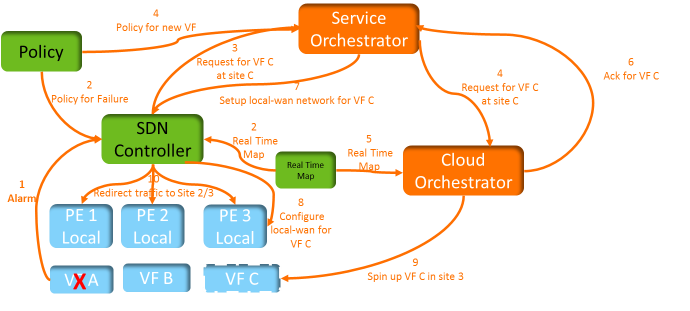 4
Policy for new VF
Service
Orchestrator
Policy
3
Request for VF C
at site C
6
Ack for VF C
2
Policy for Failure
7
Setup local-wan network for VF C
4
Request for VF C
at site C
SDN
Controller
2
Real Time
Map
5
Real Time
Map
Real Time
Map
Cloud
Orchestrator
1
Alarm
10
Redirect traffic to Site 2/3
PE 1
Local
PE 2
Local
PE 3
Local
8
Configure
local-wan for
VF C
9
Spin up VF C in site 3
X A
VF B
VF C